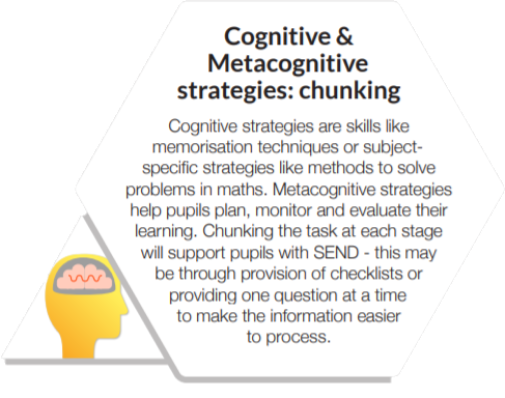 Cognitive &
Metacognitive
strategies: chunking
Cognitive strategies are skills like
memorisation techniques or subject-
specific strategies like methods to solve
problems in maths. Metacognitive strategies
help pupils plan, monitor and evaluate their
learning. Chunking the task at each stage
will support pupils with SEND - this may
be through provision of checklists or
providing one question at a time
to make the information easier
to process.